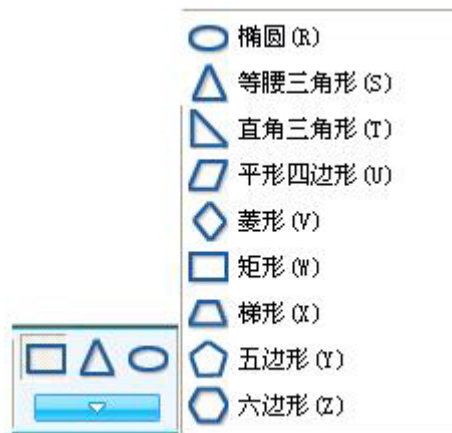 椭圆(R)
等腰三角形(S)
直角三角形(T)
平形四边形(U)
菱形(V)
矩形(W)
梯形(X)
五边形(Y)
六边形(Z)